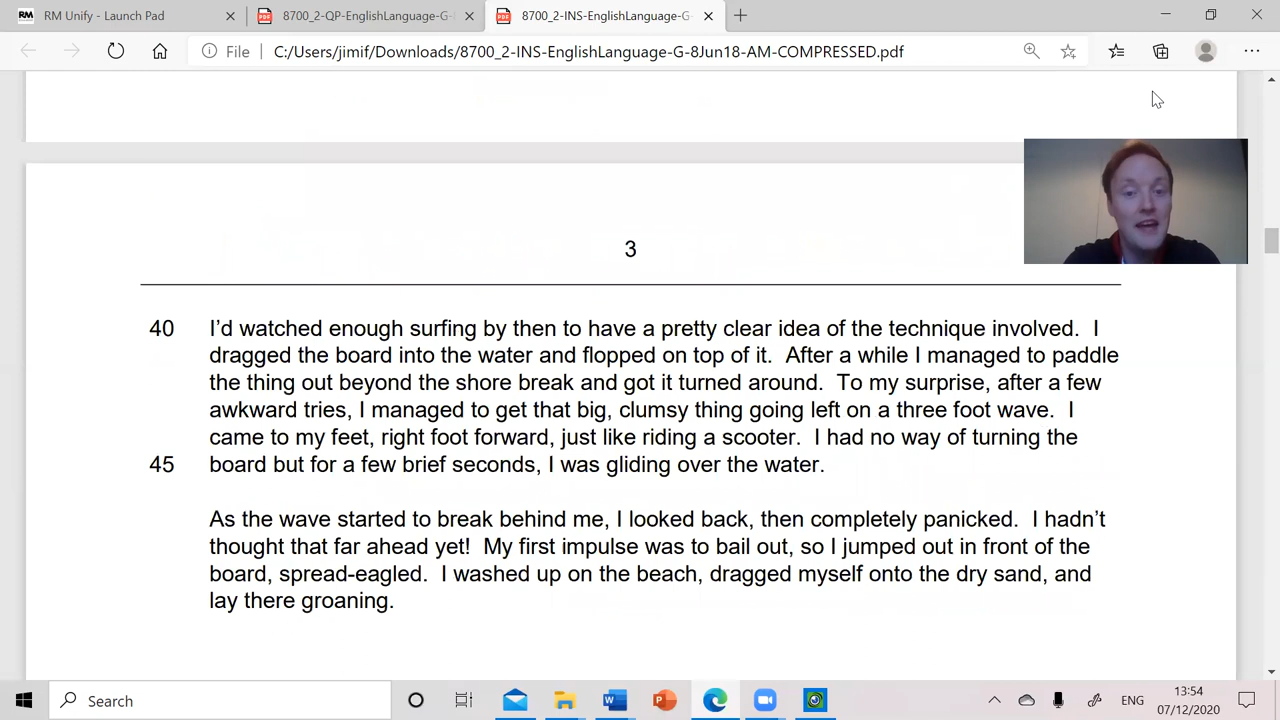 RM Unify - Launch Pad
8700_2-QP-EnglishLanguage-G-E
8700_2-INS-EnglishLanguage-G-
File
C:/Users/jimif/Downloads/8700_2-INS-EnglishLanguage-G-8Jun18-AM-COMPRESSED.pdf
3
40 I'd watched enough surfing by then to have a pretty clear idea of the technique involved. I
dragged the board into the water and flopped on top of it. After a while I managed to paddle
the thing out beyond the shore break and got it turned around. To my surprise, after a few
awkward tries, I managed to get that big, clumsy thing going left on a three foot wave. I
came to my feet, right foot forward, just like riding a scooter. I had no way of turning the
45 board but for a few brief seconds, I was gliding over the water.
As the wave started to break behind me, I looked back, then completely panicked. I hadn't
thought that far ahead yet! My first impulse was to bail out, so I jumped out in front of the
board, spread-eagled. I washed up on the beach, dragged myself onto the dry sand, and
lay there groaning.
Search
ENG
13:54
07/12/2020